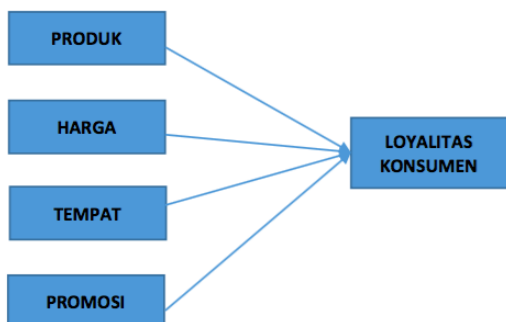 PRODUK
HARGA
TEMPAT
PROMOSI
LOYALITAS
KONSUMEN